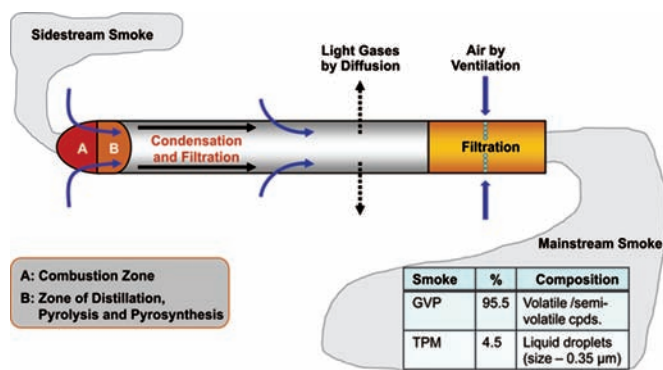 Sidestream Smoke
Light Gases
by Diffusion
Air by
Ventilation
A
B
Condensation
and Filtration
Filtration
Mainstream Smoke
A: Combustion Zone
B: Zone of Distillation,
Pyrolysis and Pyrosynthesis
Smoke % Composition
GVP 95.5 Volatile /semi-
volatile cpds.
TPM 4.5 Liquid droplets
(size – 0.35 µm)